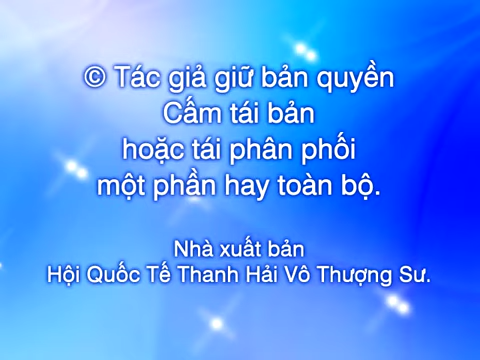 © Tác giả giữ bản quyền
Cấm tái bản
hoặc tái phân phối
một phần hay toàn bộ.
Nhà xuất bản
Hội Quốc Tế Thanh Hải Vô Thượng Sư.